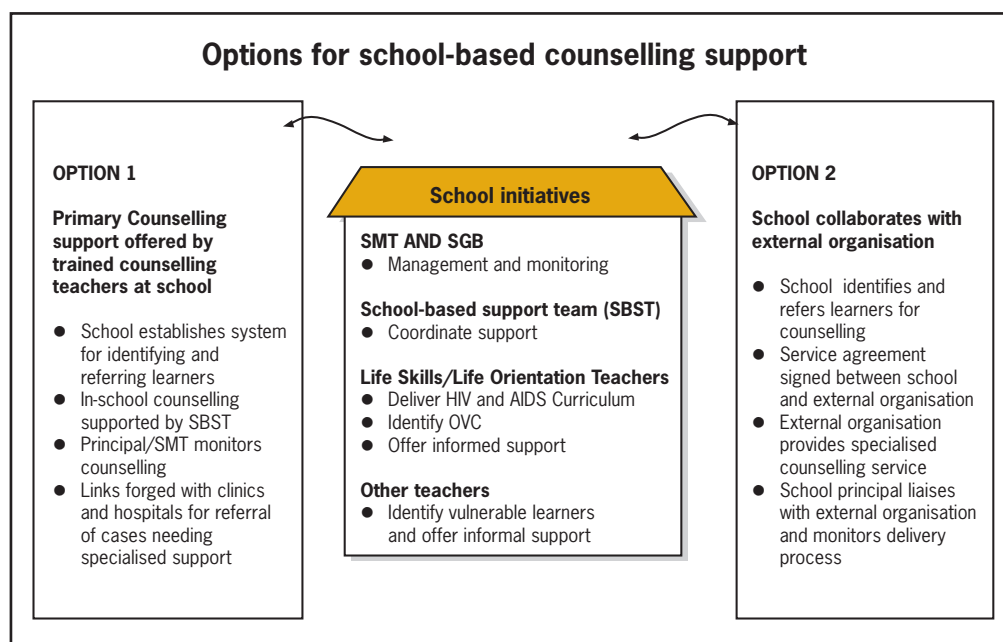 Options for school-based counselling support
OPTION 1
Primary Counselling
support offered by
trained counselling
teachers at school
● School establishes system
for identifying and
referring learners
● In-school counselling
supported by SBST
● Principal/SMT monitors
counselling
● Links forged with clinics
and hospitals for referral
of cases needing
specialised support
School initiatives
SMT AND SGB
● Management and monitoring
School-based support team (SBST)
● Coordinate support
Life Skills/Life Orientation Teachers
● Deliver HIV and AIDS Curriculum
● Identify OVC
● Offer informed support
Other teachers
● Identify vulnerable learners
and offer informal support
OPTION 2
School collaborates with
external organisation
● School identifies and
refers learners for
counselling
● Service agreement
signed between school
and external organisation
● External organisation
provides specialised
counselling service
● School principal liaises
with external organisation
and monitors delivery
process